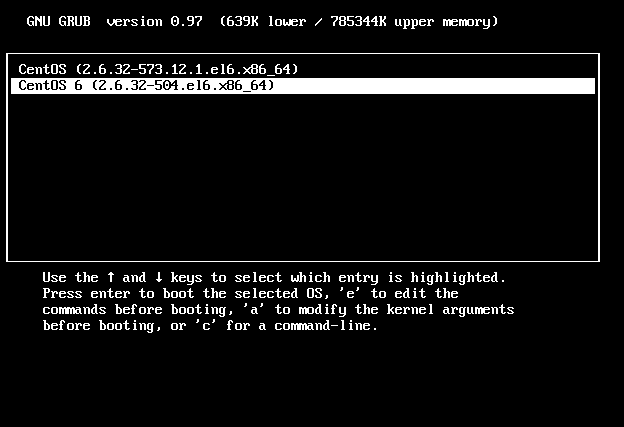 GNU GRUB  version 0.97  (639K lower / 785344K upper memory)
CentOS (2.6.32-573.12.1.el6.x86_64)
CentOS 6 (2.6.32-504.el6.x86_64)
Use the ↑ and ↓ keys to select which entry is highlighted.
Press enter to boot the selected OS, 'e' to edit the
commands before booting, 'a' to modify the kernel arguments
before booting, or 'c' for a command-line.